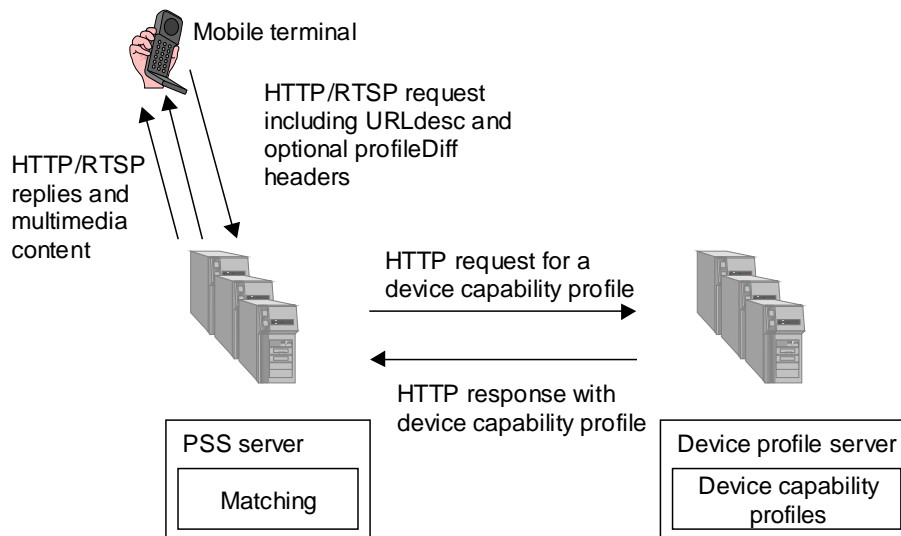 Mobile terminal
HTTP/RTSP request
including URLdesc and
optional profileDiff
headers
HTTP/RTSP
replies and
multimedia
content
HTTP request for a
device capability profile
HTTP response with
device capability profile
PSS server
Matching
Device profile server
Device capability
profiles